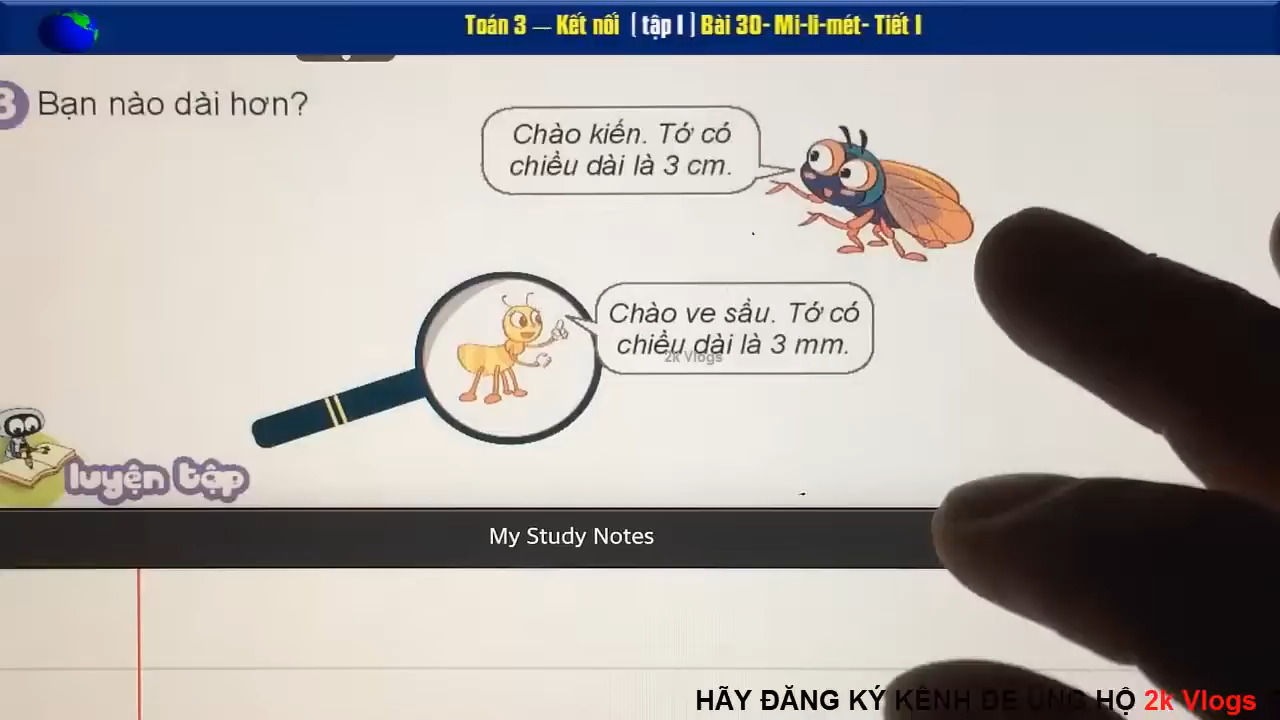 Toán 3 – Kết nối [ tập 1 ] Bài 30- Mi-li-mét- Tiết 1
3 Bạn nào dài hơn?
Chào kiến. Tớ có
chiều dài là 3 cm.
Chào ve sầu. Tớ có
chiều dài là 3 mm.
2k Vlogs
luyện tập
My Study Notes
HÃY ĐĂNG KÝ KÊNH ĐỂ ỦNG HỘ 2k Vlogs